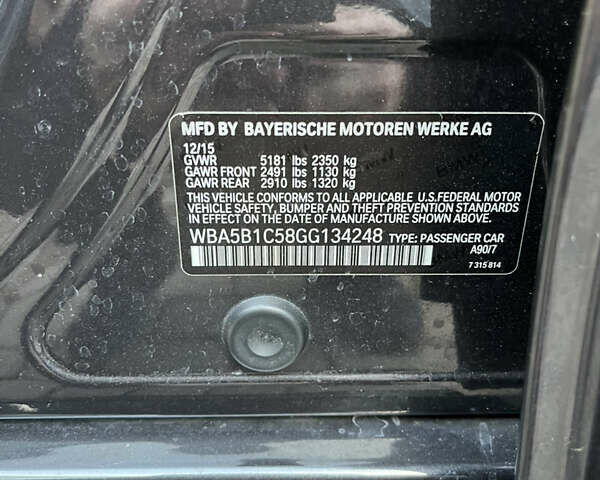 MFD BY BAYERISCHE MOTOREN WERKE AG
12/15
GVWR 5181 lbs 2350 kg
GAWR FRONT 2491 lbs 1130 kg
GAWR REAR 2910 lbs 1320 kg
THIS VEHICLE CONFORMS TO ALL APPLICABLE U.S. FEDERAL MOTOR
VEHICLE SAFETY, BUMPER AND THEFT PREVENTION STANDARDS
IN EFFECT ON THE DATE OF MANUFACTURE SHOWN ABOVE.
WBA5B1C58GG134248 TYPE: PASSENGER CAR
A90/7
7 315 814